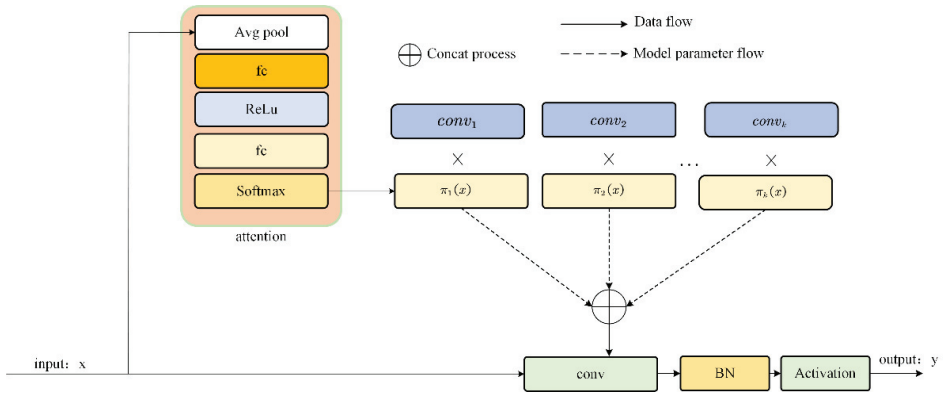 Avg pool
fc
ReLu
fc
Softmax
attention
Data flow
Concat process
Model parameter flow
conv₁
conv₂
convₖ
×
×
...
×
π₁(x)
π₂(x)
πₖ(x)
input: x
conv
BN
Activation
output: y